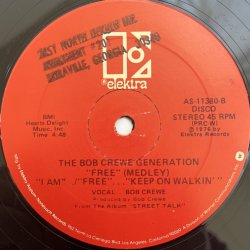 elektra
AS-11380-B
DISCO
STEREO 45 RPM
(PRC-W)
℗ 1976 by
Elektra Records
BMI
Hearts Delight
Music, Inc
Time: 4:48
THE BOB CREWE GENERATION
"FREE" (MEDLEY)
"I AM" ./"FREE"... "KEEP ON WALKIN'"
VOCAL: BOB CREWE
Produced by Bob Crewe
From The Album "STREET TALK"